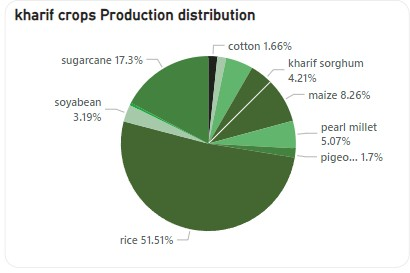 kharif crops Production distribution
cotton 1.66%
kharif sorghum
4.21%
maize 8.26%
pearl millet
5.07%
pigeo... 1.7%
rice 51.51%
soyabean
3.19%
sugarcane 17.3%